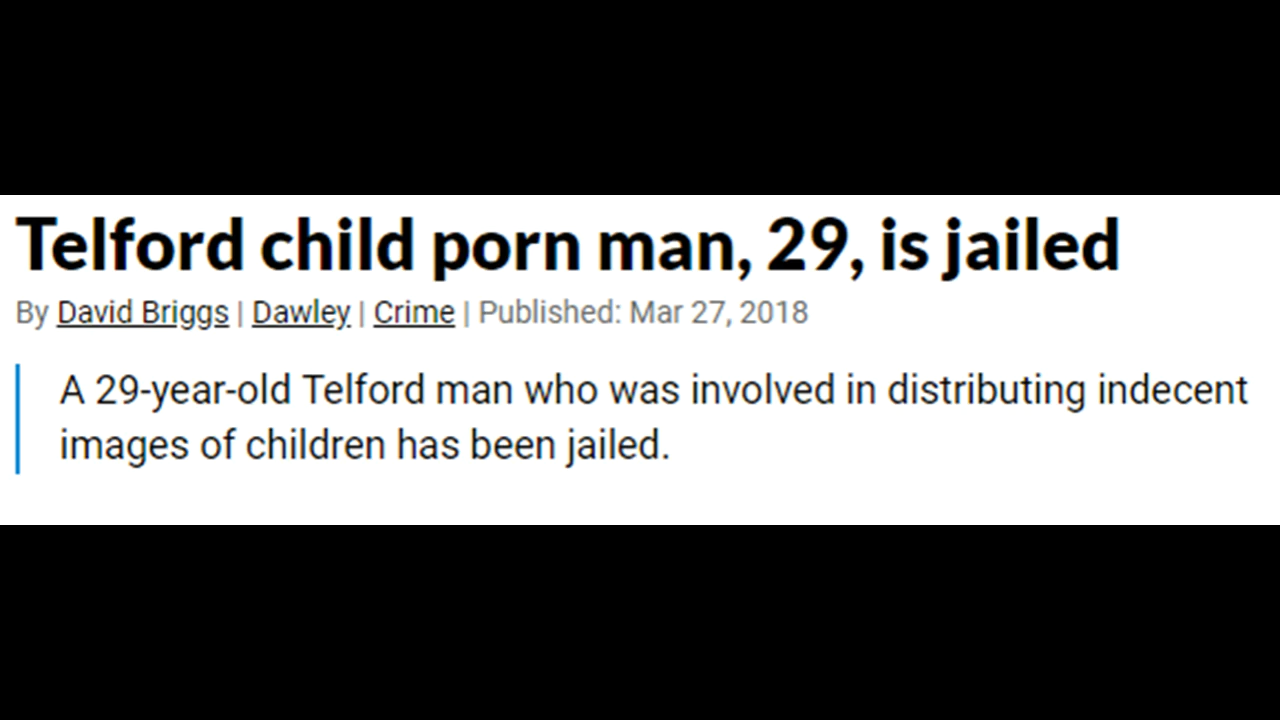 Telford child porn man, 29, is jailed
By David Briggs | Dawley | Crime | Published: Mar 27, 2018
A 29-year-old Telford man who was involved in distributing indecent
images of children has been jailed.